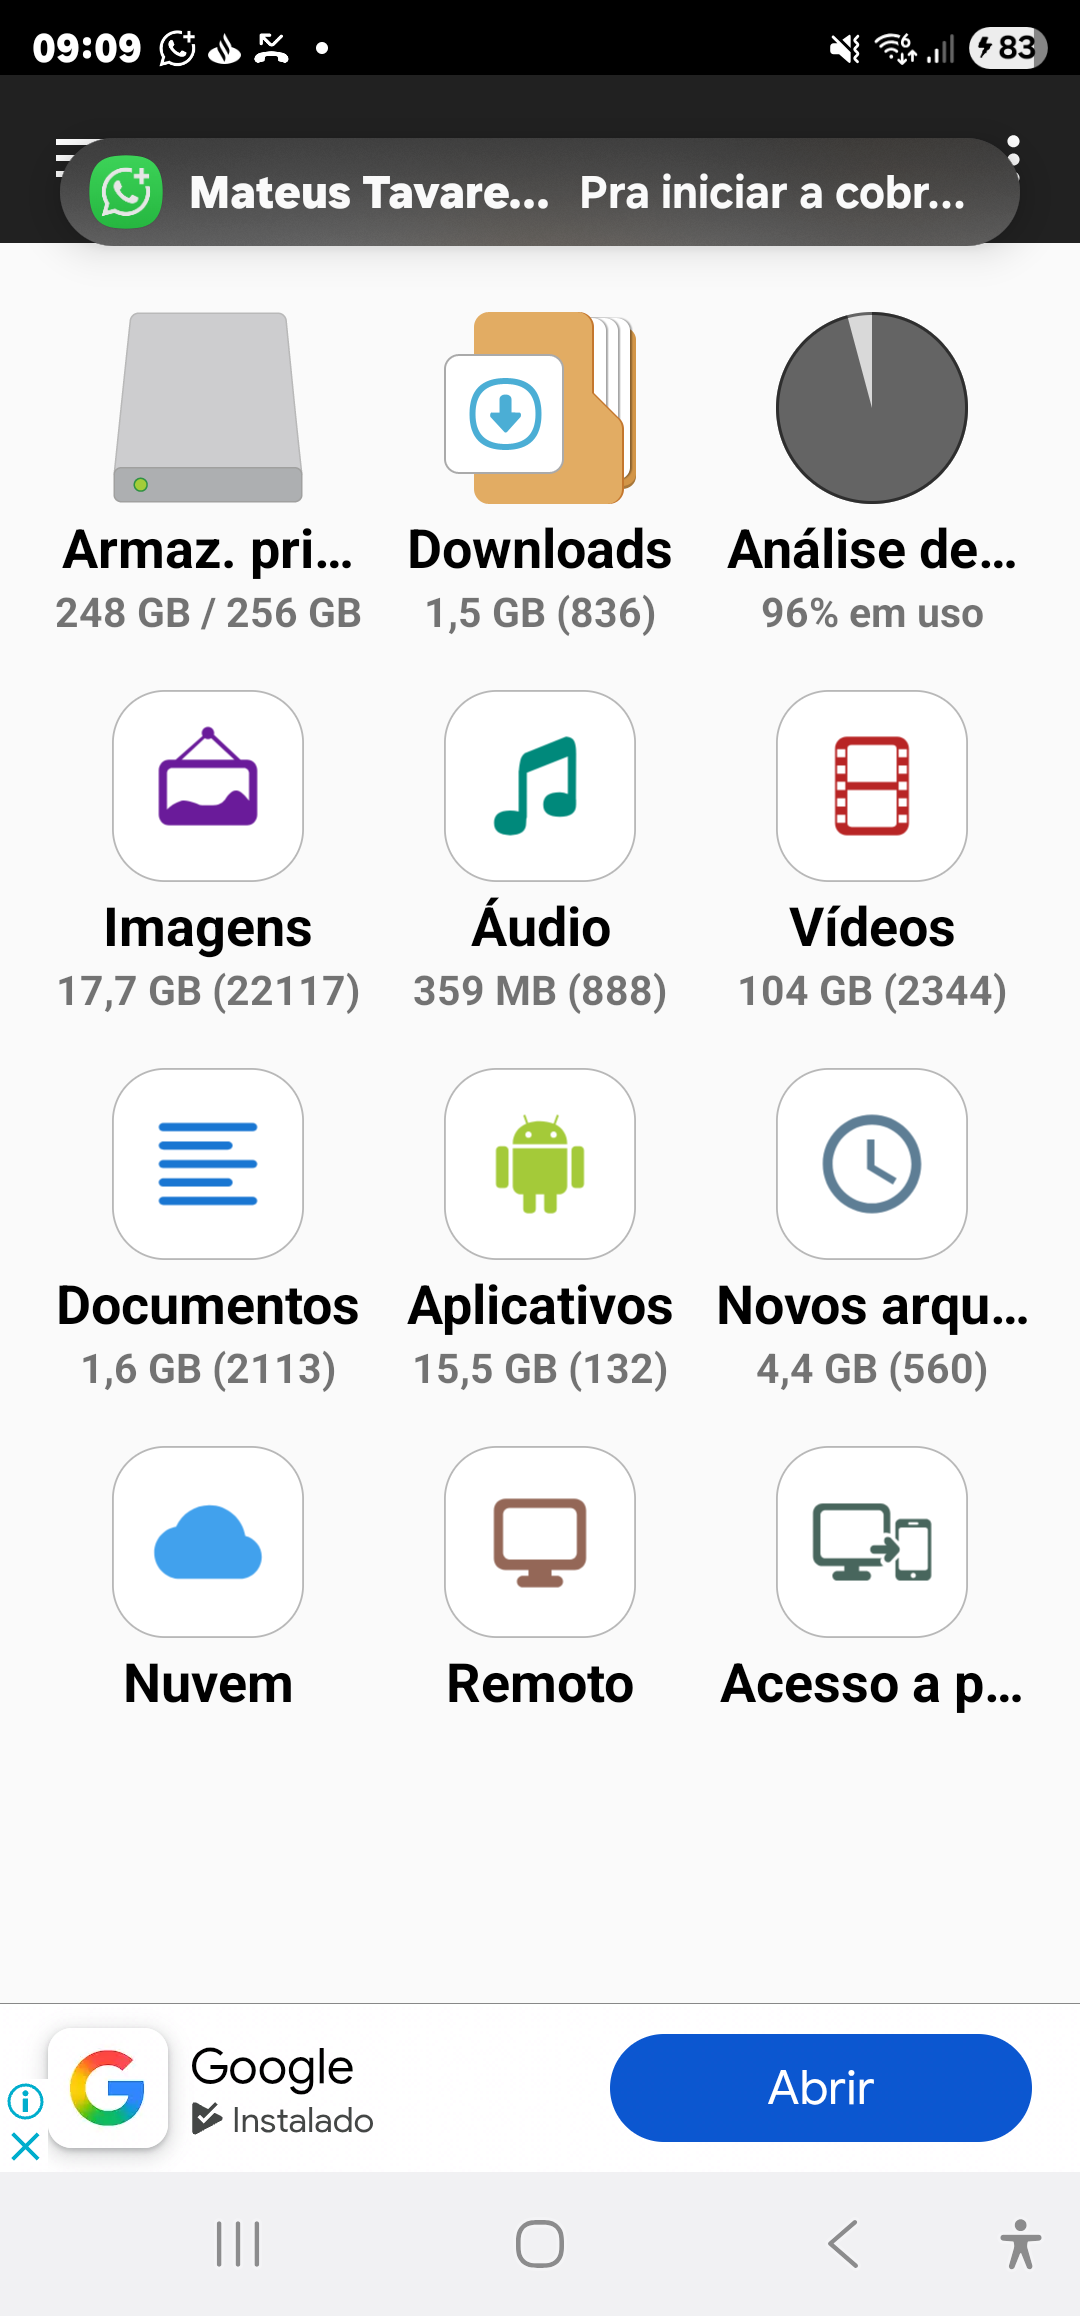 09:09
83
Mateus Tavare... Pra iniciar a cobr...
Armaz. pri...
248 GB / 256 GB
Downloads
1,5 GB (836)
Análise de...
96% em uso
Imagens
17,7 GB (22117)
Áudio
359 MB (888)
Vídeos
104 GB (2344)
Documentos
1,6 GB (2113)
Aplicativos
15,5 GB (132)
Novos arqu...
4,4 GB (560)
Nuvem
Remoto
Acesso a p...
Google
Instalado
Abrir